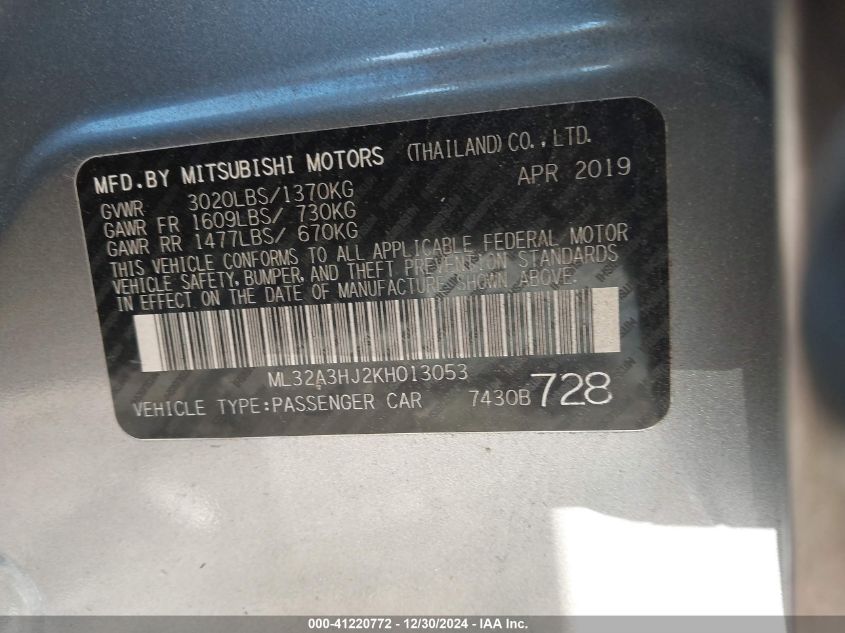 MFD.BY MITSUBISHI MOTORS (THAILAND) CO.,LTD.
GVWR 3020LBS/1370KG APR 2019
GAWR FR 1609LBS/ 730KG
GAWR RR 1477LBS/ 670KG
THIS VEHICLE CONFORMS TO ALL APPLICABLE FEDERAL MOTOR
VEHICLE SAFETY, BUMPER, AND THEFT PREVENTION STANDARDS
IN EFFECT ON THE DATE OF MANUFACTURE SHOWN ABOVE.
ML32A3HJ2KH013053
VEHICLE TYPE:PASSENGER CAR 7430B 728
000-41220772 - 12/30/2024 - IAA Inc.